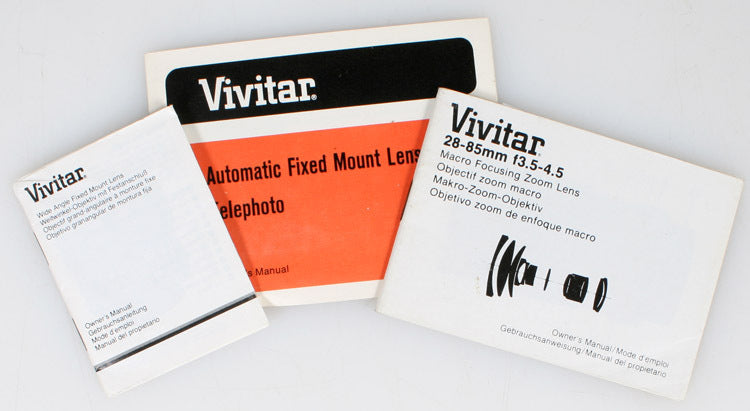 Vivitar®
Wide Angle Fixed Mount Lens
Weitwinkel-Objektiv mit Festanschluß
Objectif grand-angulaire à monture fixe
Objetivo granangular de montura fija
Owner's Manual
Gebrauchsanleitung
Mode d'emploi
Manual del propietario
Vivitar®
Automatic Fixed Mount Lens
elephoto
's Manual
Vivitar®
28-85mm f3.5-4.5
Macro Focusing Zoom Lens
Objectif zoom macro
Makro-Zoom-Objektiv
Objetivo zoom de enfoque macro
Owner's Manual/Mode d'emploi
Gebrauchsanweisung/Manual del propietario